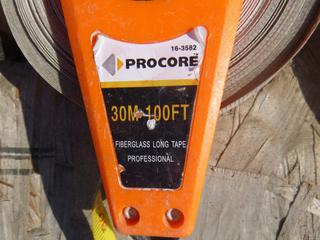 16-3582
PROCORE
30M-100FT
FIBERGLASS LONG TAPE
PROFESSIONAL